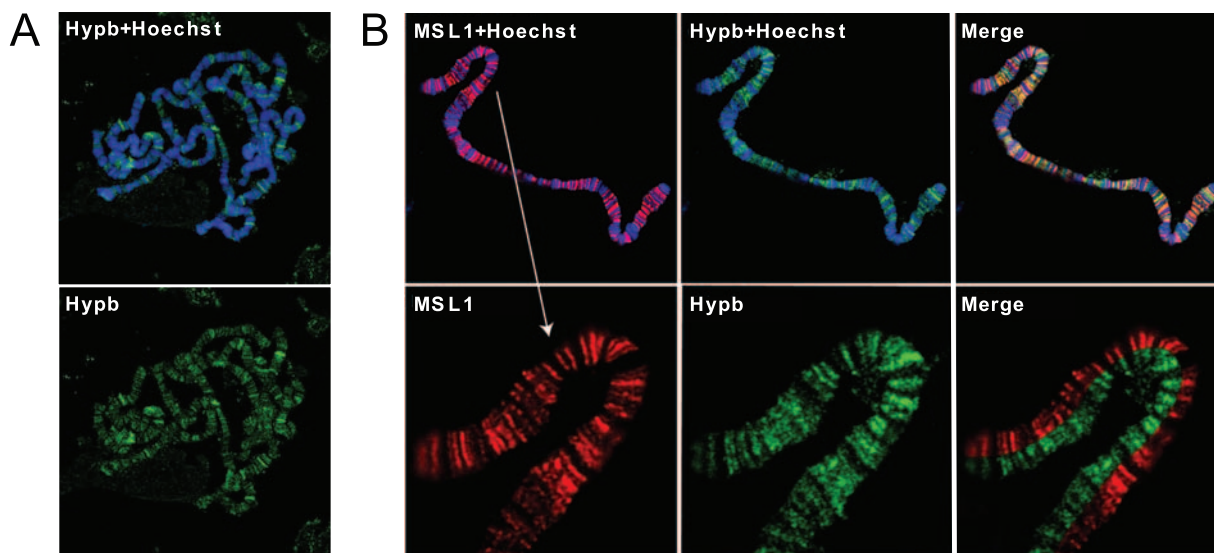 A
Hypb+Hoechst
Hypb
B
MSL1+Hoechst
Hypb+Hoechst
Merge
MSL1
Hypb
Merge